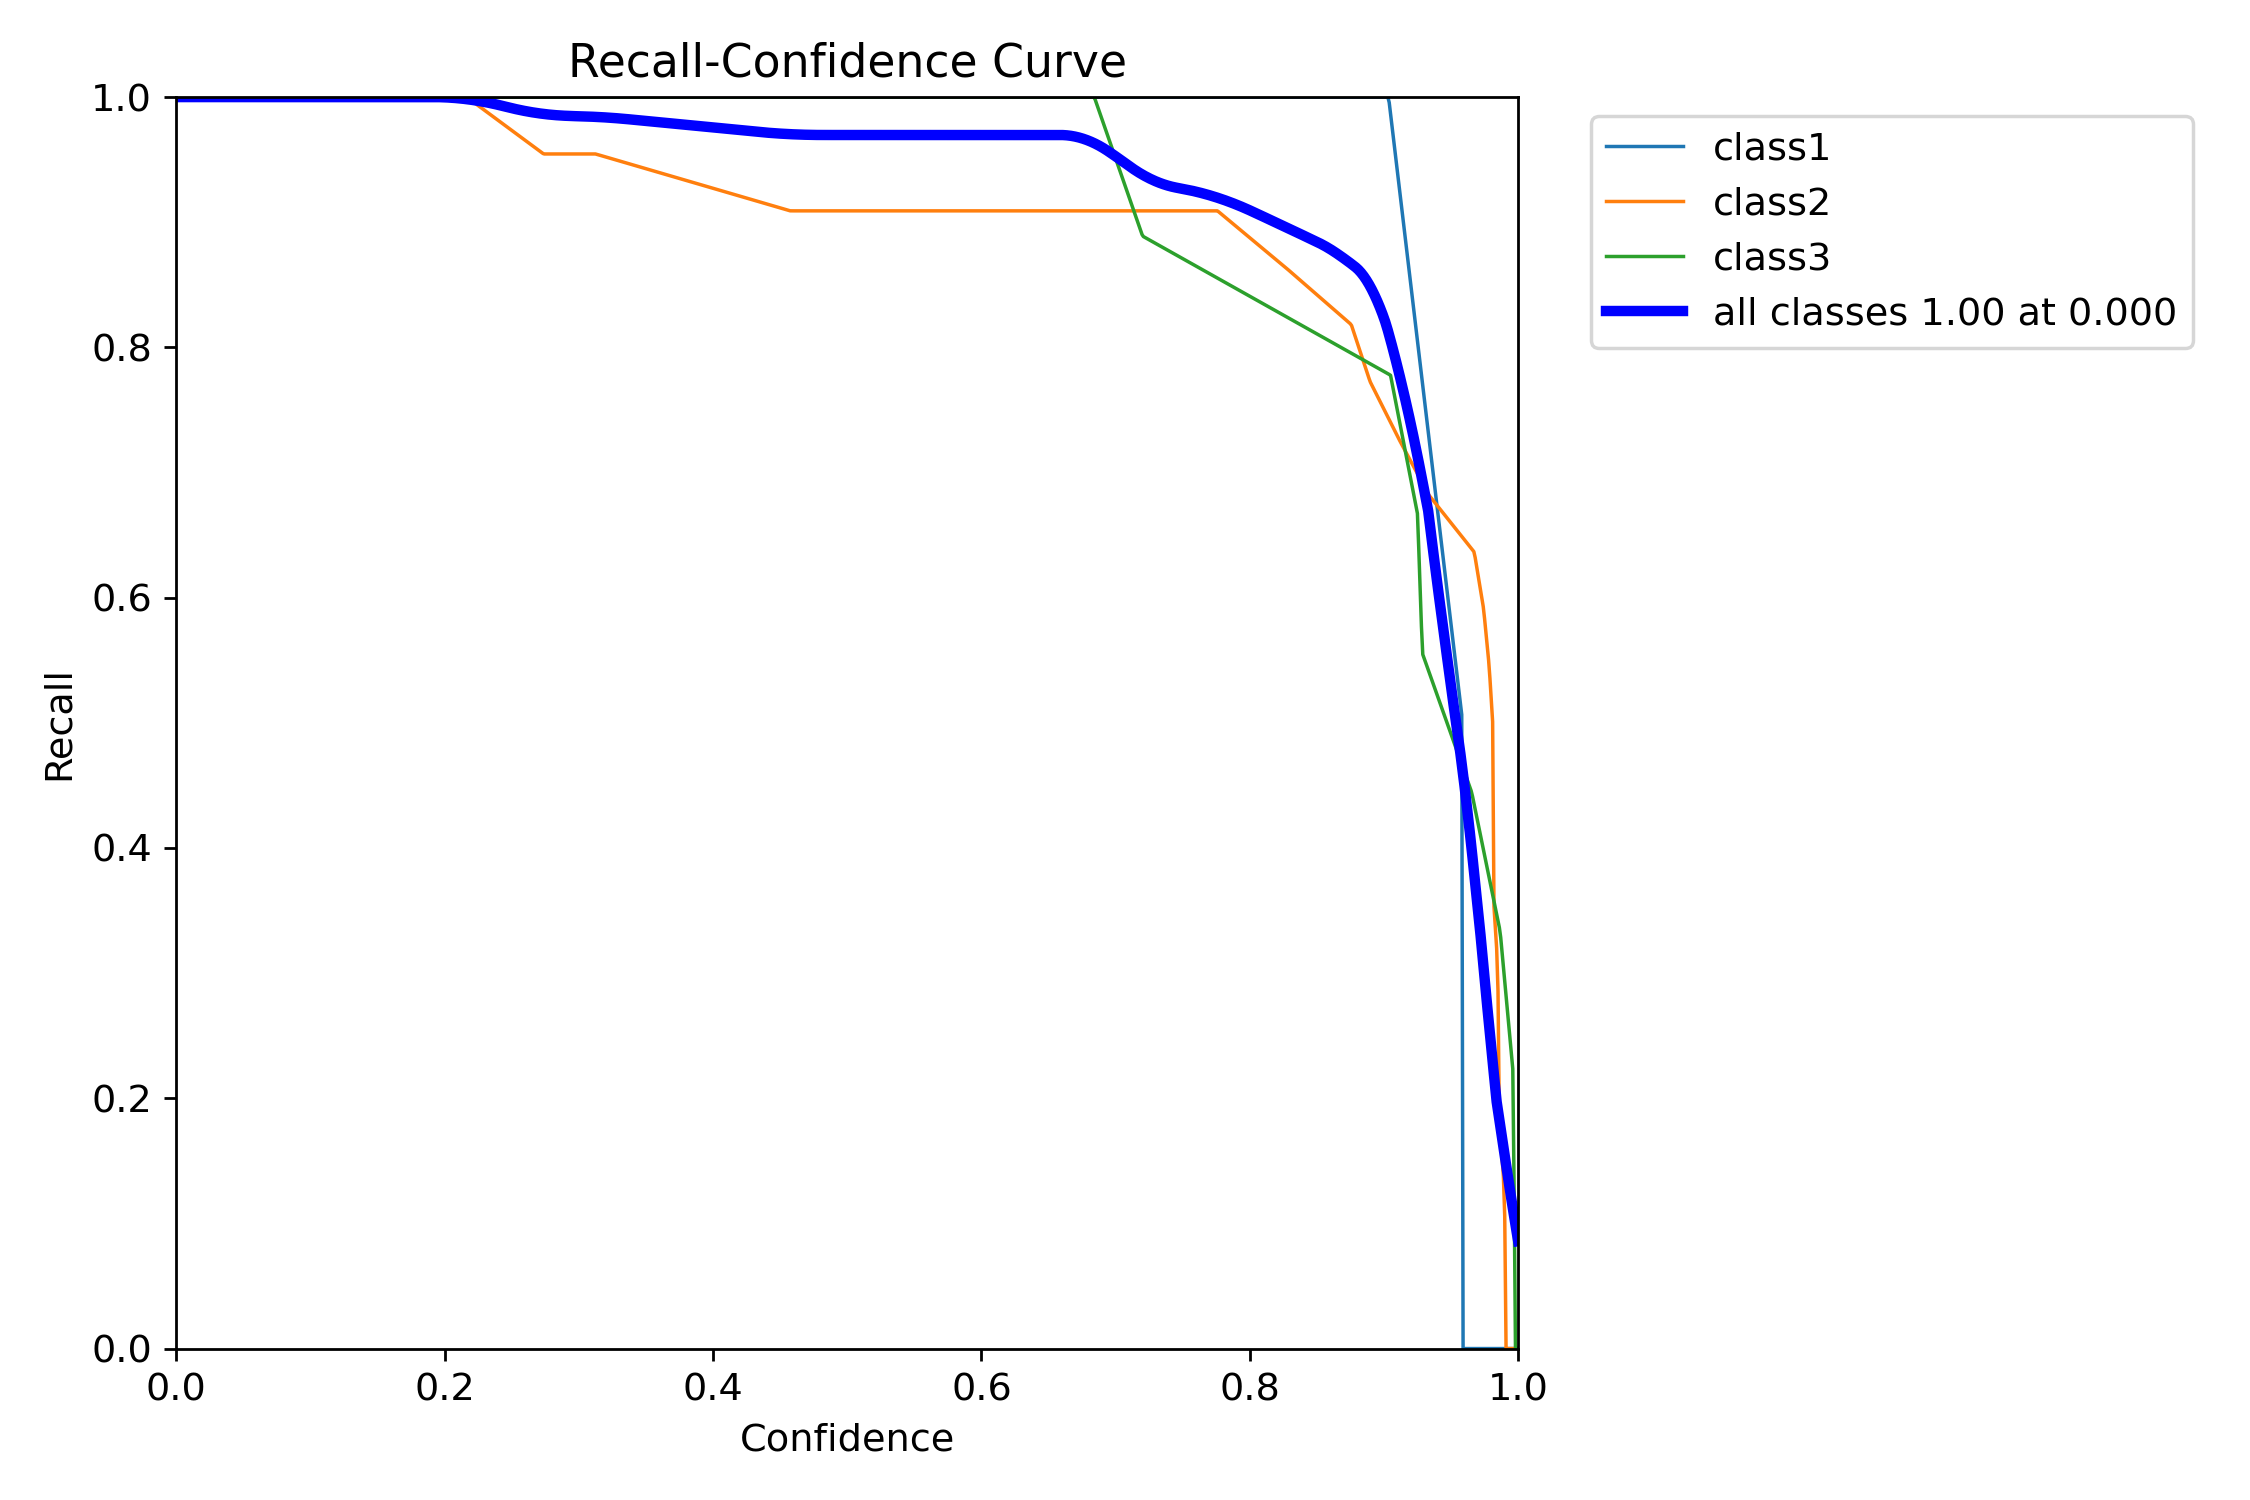 Recall-Confidence Curve
1.0
0.8
0.6
0.4
0.2
0.0
Recall
0.0 0.2 0.4 0.6 0.8 1.0
Confidence
class1
class2
class3
all classes 1.00 at 0.000